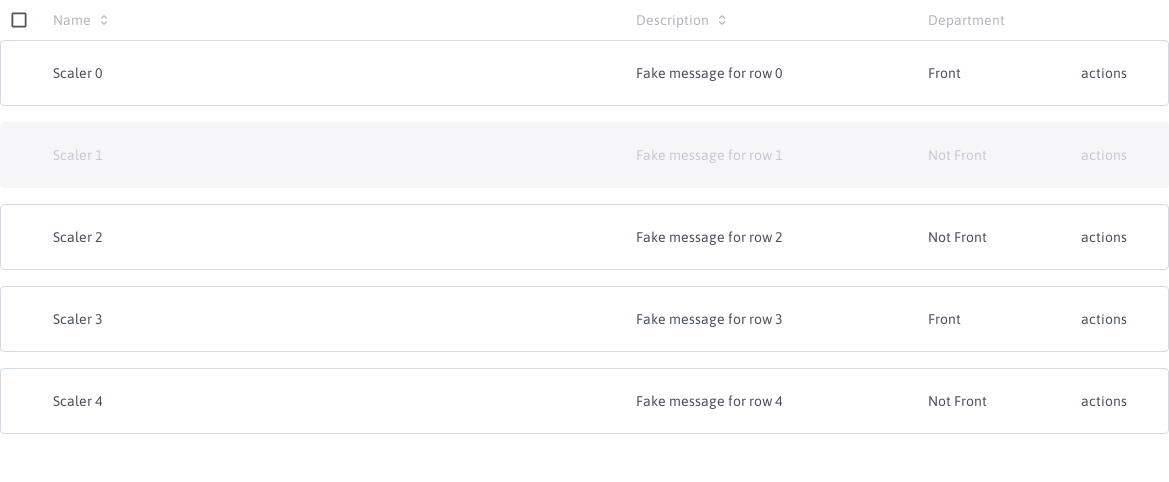 Name Description Department
Scaler 0 Fake message for row 0 Front actions
Scaler 1 Fake message for row 1 Not Front actions
Scaler 2 Fake message for row 2 Not Front actions
Scaler 3 Fake message for row 3 Front actions
Scaler 4 Fake message for row 4 Not Front actions